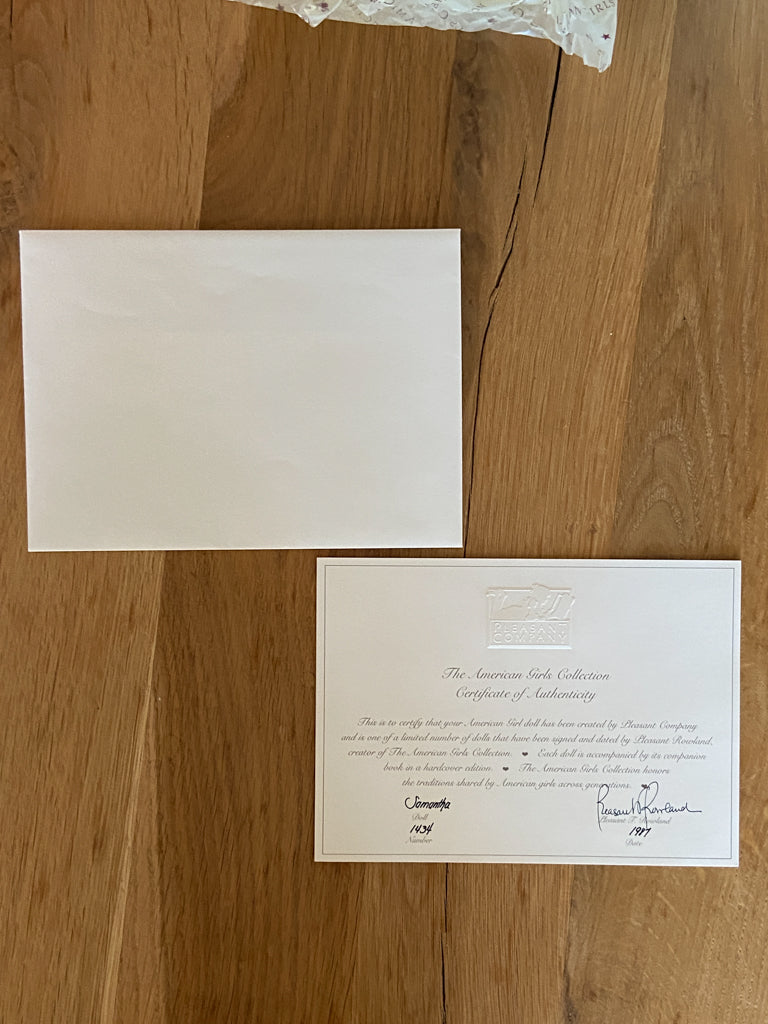 IRLS
PLEASANT
COMPANY
The American Girls Collection
Certificate of Authenticity
This is to certify that your American Girl doll has been created by Pleasant Company
and is one of a limited number of dolls that have been signed and dated by Pleasant Rowland,
creator of The American Girls Collection. ❤ Each doll is accompanied by its companion
book in a hardcover edition. ❤ The American Girls Collection honors
the traditions shared by American girls across generations. ❤
Samantha
Doll
1434
Number
Pleasant Rowland
Pleasant T. Rowland
1987
Date